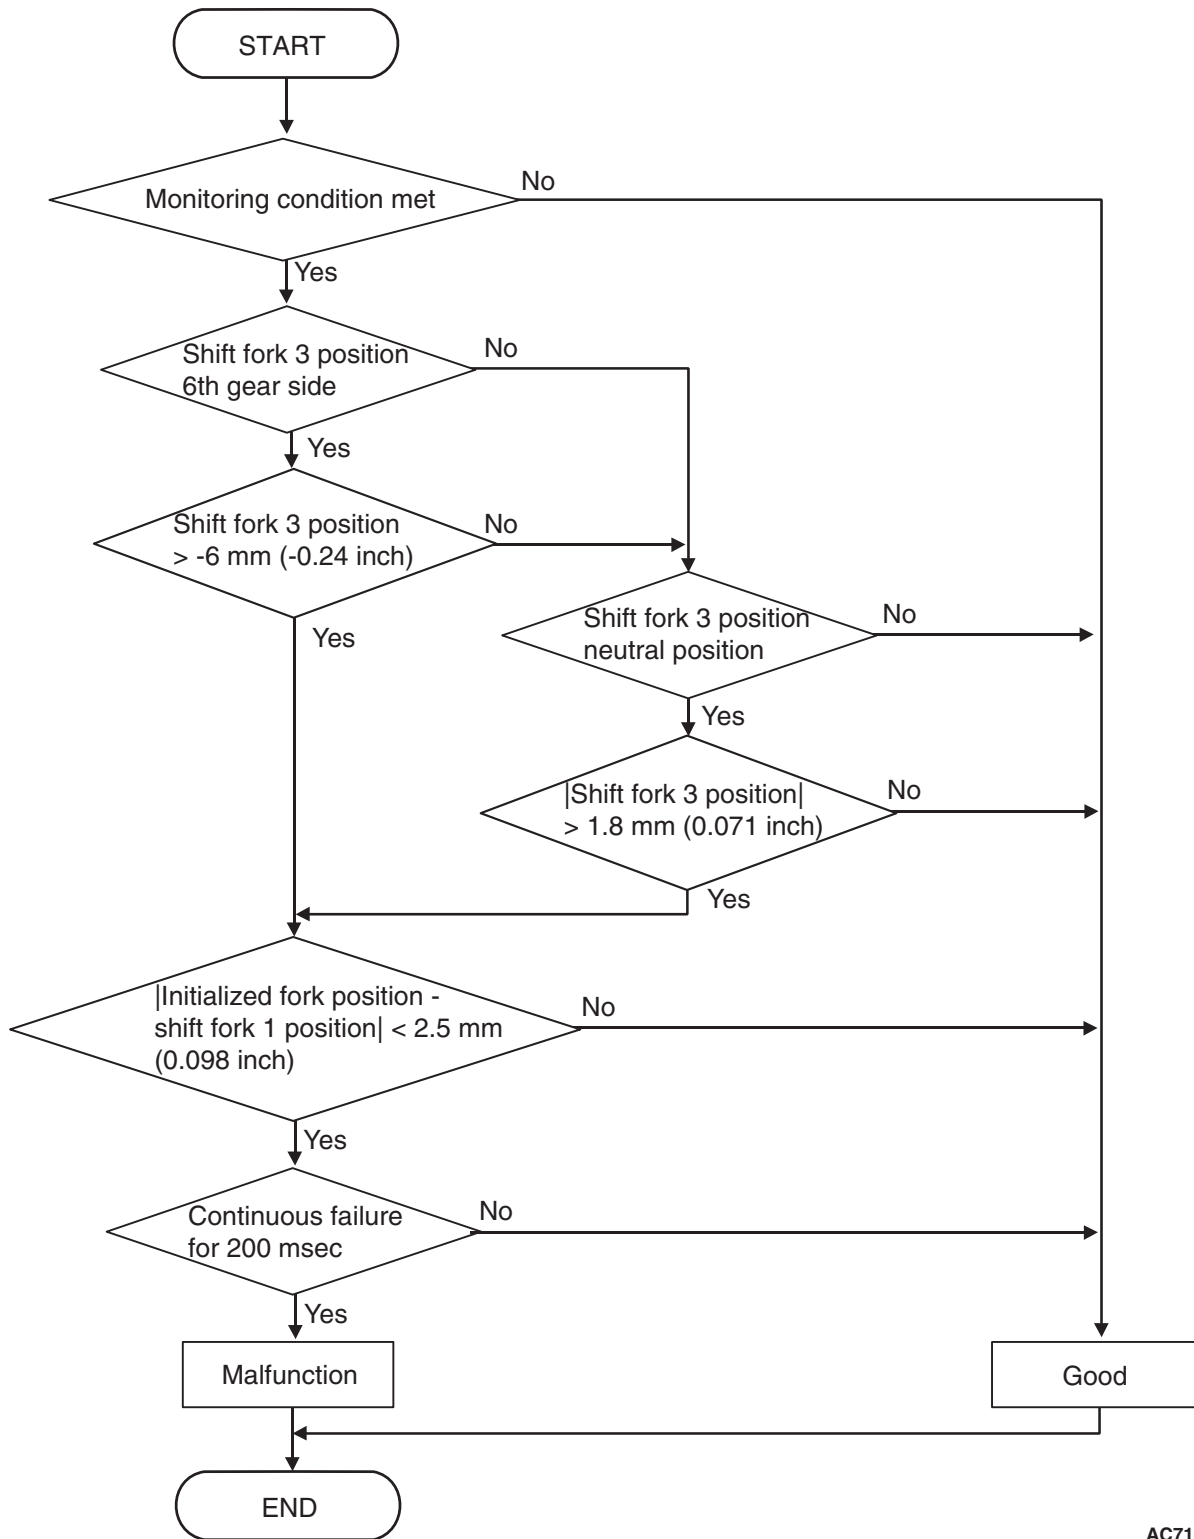 START
Monitoring condition met
No
Yes
Shift fork 3 position
6th gear side
No
Yes
Shift fork 3 position
> -6 mm (-0.24 inch)
No
Yes
Shift fork 3 position
neutral position
No
Yes
|Shift fork 3 position|
> 1.8 mm (0.071 inch)
No
Yes
|Initialized fork position -
shift fork 1 position| < 2.5 mm
(0.098 inch)
No
Yes
Continuous failure
for 200 msec
No
Yes
Malfunction
Good
END
AC71